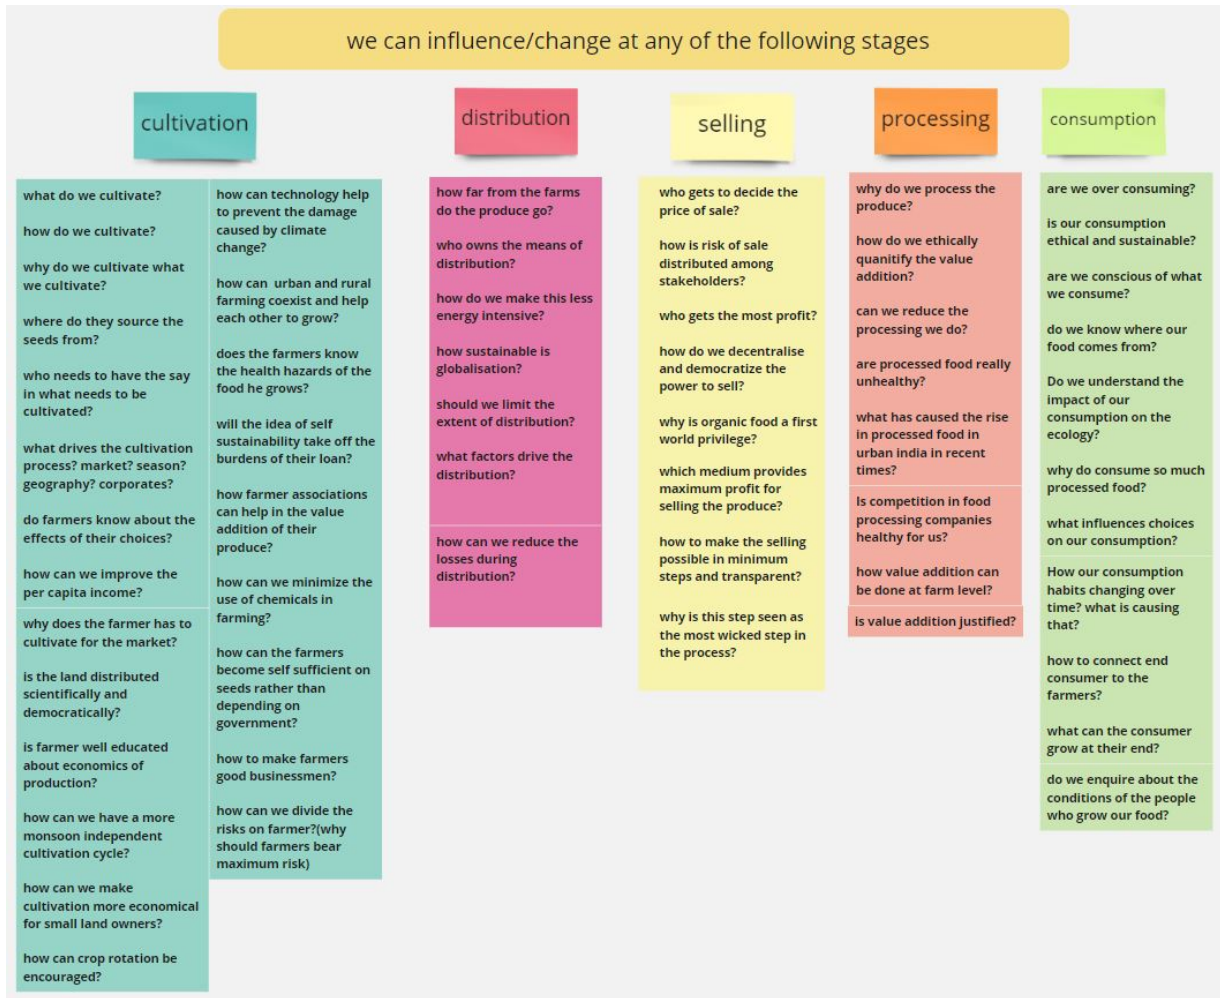 we can influence/change at any of the following stages
cultivation
what do we cultivate?
how do we cultivate?
why do we cultivate what
we cultivate?
where do they source the
seeds from?
who needs to have the say
in what needs to be
cultivated?
what drives the cultivation
process? market? season?
geography? corporates?
do farmers know about the
effects of their choices?
how can we improve the
per capita income?
why does the farmer has to
cultivate for the market?
is the land distributed
scientifically and
democratically?
is farmer well educated
about economics of
production?
how can we have a more
monsoon independent
cultivation cycle?
how can we make
cultivation more economical
for small land owners?
how can crop rotation be
encouraged?
how can technology help
to prevent the damage
caused by climate
change?
how can  urban and rural
farming coexist and help
each other to grow?
does the farmers know
the health hazards of the
food he grows?
will the idea of self
sustainability take off the
burdens of their loan?
how farmer associations
can help in the value
addition of their
produce?
how can we minimize the
use of chemicals in
farming?
how can the farmers
become self sufficient on
seeds rather than
depending on
government?
how to make farmers
good businessmen?
how can we divide the
risks on farmer?(why
should farmers bear
maximum risk)
distribution
how far from the farms
do the produce go?
who owns the means of
distribution?
how do we make this less
energy intensive?
how sustainable is
globalisation?
should we limit the
extent of distribution?
what factors drive the
distribution?
how can we reduce the
losses during
distribution?
selling
who gets to decide the
price of sale?
how is risk of sale
distributed among
stakeholders?
who gets the most profit?
how do we decentralise
and democratize the
power to sell?
why is organic food a first
world privilege?
which medium provides
maximum profit for
selling the produce?
how to make the selling
possible in minimum
steps and transparent?
why is this step seen as
the most wicked step in
the process?
processing
why do we process the
produce?
how do we ethically
quanitify the value
addition?
can we reduce the
processing we do?
are processed food really
unhealthy?
what has caused the rise
in processed food in
urban india in recent
times?
Is competition in food
processing companies
healthy for us?
how value addition can
be done at farm level?
is value addition justified?
consumption
are we over consuming?
is our consumption
ethical and sustainable?
are we conscious of what
we consume?
do we know where our
food comes from?
Do we understand the
impact of our
consumption on the
ecology?
why do consume so much
processed food?
what influences choices
on our consumption?
How our consumption
habits changing over
time? what is causing
that?
how to connect end
consumer to the
farmers?
what can the consumer
grow at their end?
do we enquire about the
conditions of the people
who grow our food?